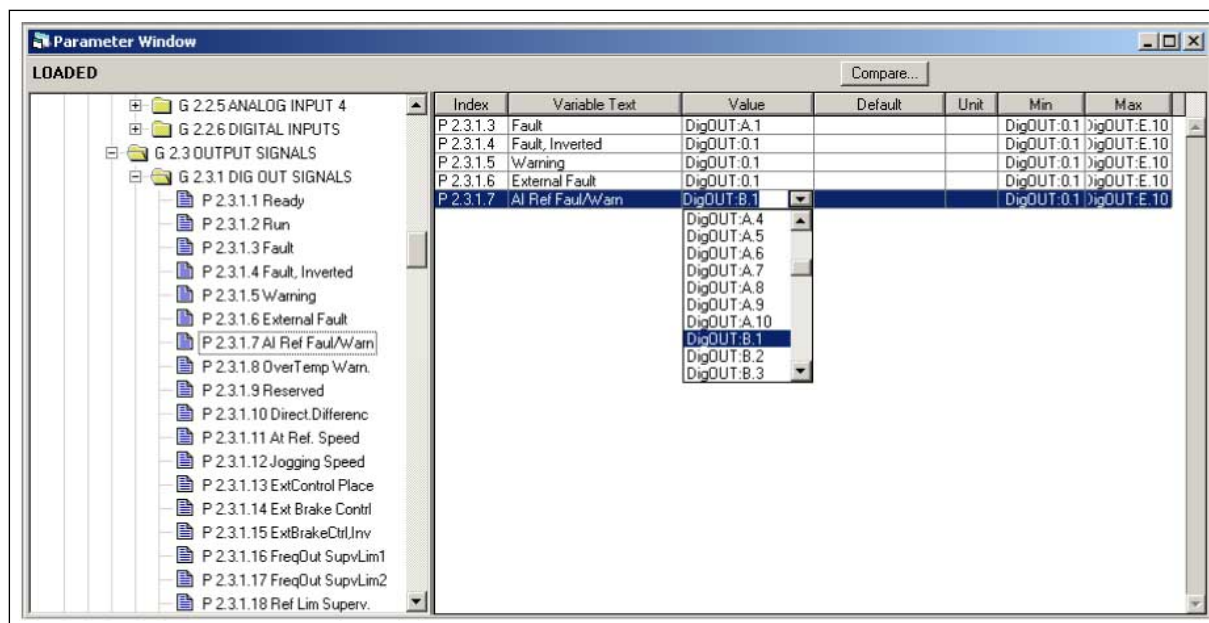 Parameter Window
LOADED
Compare...
G 2.2.5 ANALOG INPUT 4
G 2.2.6 DIGITAL INPUTS
G 2.3 OUTPUT SIGNALS
G 2.3.1 DIG OUT SIGNALS
P 2.3.1.1 Ready
P 2.3.1.2 Run
P 2.3.1.3 Fault
P 2.3.1.4 Fault, Inverted
P 2.3.1.5 Warning
P 2.3.1.6 External Fault
P 2.3.1.7 AI Ref Faul/Warn
P 2.3.1.8 OverTemp Warn.
P 2.3.1.9 Reserved
P 2.3.1.10 Direct.Differenc
P 2.3.1.11 At Ref. Speed
P 2.3.1.12 Jogging Speed
P 2.3.1.13 ExtControl Place
P 2.3.1.14 Ext Brake Contrl
P 2.3.1.15 ExtBrakeCtrl,Inv
P 2.3.1.16 FreqOut SupvLim1
P 2.3.1.17 FreqOut SupvLim2
P 2.3.1.18 Ref Lim Superv.
Index Variable Text Value Default Unit Min Max
P 2.3.1.3 Fault DigOUT:A.1 DigOUT:0.1 )igOUT:E.10
P 2.3.1.4 Fault, Inverted DigOUT:0.1 DigOUT:0.1 )igOUT:E.10
P 2.3.1.5 Warning DigOUT:0.1 DigOUT:0.1 )igOUT:E.10
P 2.3.1.6 External Fault DigOUT:0.1 DigOUT:0.1 )igOUT:E.10
P 2.3.1.7 AI Ref Faul/Warn DigOUT:B.1 DigOUT:0.1 )igOUT:E.10
DigOUT:A.4
DigOUT:A.5
DigOUT:A.6
DigOUT:A.7
DigOUT:A.8
DigOUT:A.9
DigOUT:A.10
DigOUT:B.1
DigOUT:B.2
DigOUT:B.3